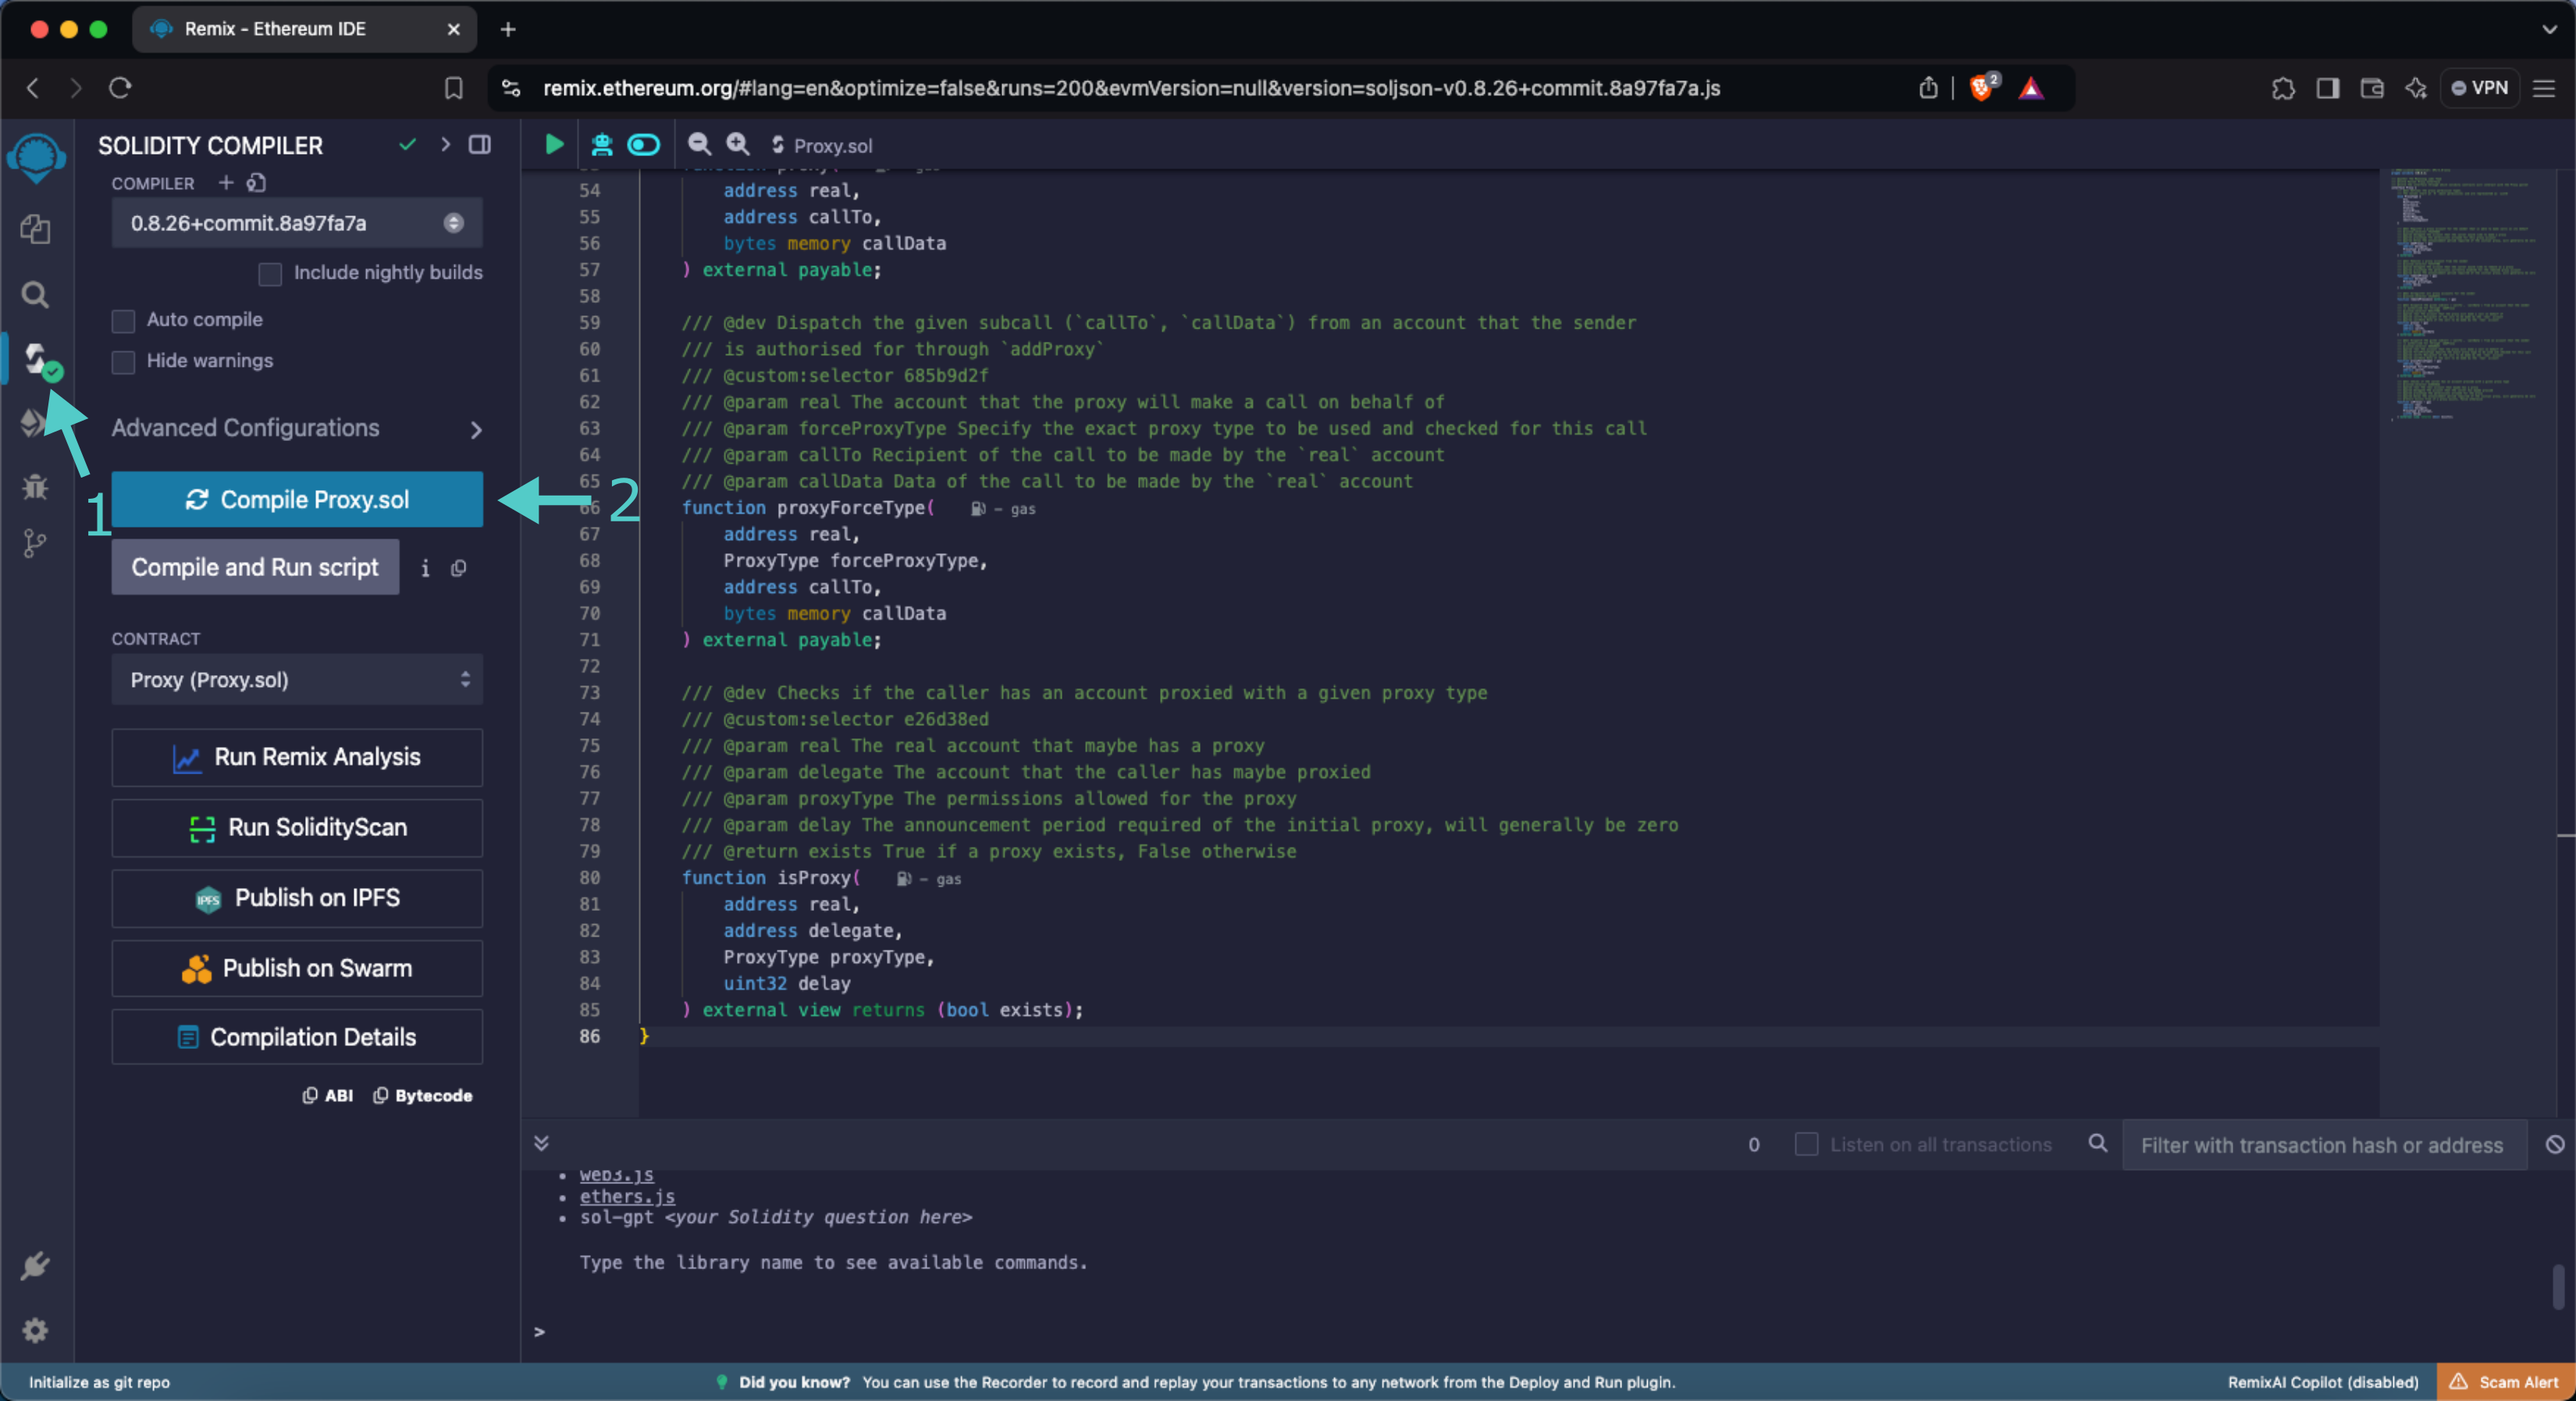 Remix - Ethereum IDE
remix.ethereum.org/#lang=en&optimize=false&runs=200&evmVersion=null&version=soljson-v0.8.26+commit.8a97fa7a.js
2
VPN
SOLIDITY COMPILER
COMPILER
0.8.26+commit.8a97fa7a
Include nightly builds
Auto compile
Hide warnings
Advanced Configurations
1
Compile Proxy.sol
2
Compile and Run script
i
CONTRACT
Proxy (Proxy.sol)
Run Remix Analysis
Run SolidityScan
IPFS
Publish on IPFS
Publish on Swarm
Compilation Details
ABI
Bytecode
Proxy.sol
54 address real,
55 address callTo,
56 bytes memory callData
57 ) external payable;
58
59 /// @dev Dispatch the given subcall (`callTo`, `callData`) from an account that the sender
60 /// is authorised for through `addProxy`
61 /// @custom:selector 685b9d2f
62 /// @param real The account that the proxy will make a call on behalf of
63 /// @param forceProxyType Specify the exact proxy type to be used and checked for this call
64 /// @param callTo Recipient of the call to be made by the `real` account
65 /// @param callData Data of the call to be made by the `real` account
66 function proxyForceType( - gas
67 address real,
68 ProxyType forceProxyType,
69 address callTo,
70 bytes memory callData
71 ) external payable;
72
73 /// @dev Checks if the caller has an account proxied with a given proxy type
74 /// @custom:selector e26d38ed
75 /// @param real The real account that maybe has a proxy
76 /// @param delegate The account that the caller has maybe proxied
77 /// @param proxyType The permissions allowed for the proxy
78 /// @param delay The announcement period required of the initial proxy, will generally be zero
79 /// @return exists True if a proxy exists, False otherwise
80 function isProxy( - gas
81 address real,
82 address delegate,
83 ProxyType proxyType,
84 uint32 delay
85 ) external view returns (bool exists);
86 }
0
Listen on all transactions
Filter with transaction hash or address
• web3.js
• ethers.js
• sol-gpt <your Solidity question here>
Type the library name to see available commands.
>
Initialize as git repo
Did you know? You can use the Recorder to record and replay your transactions to any network from the Deploy and Run plugin.
RemixAI Copilot (disabled)
Scam Alert